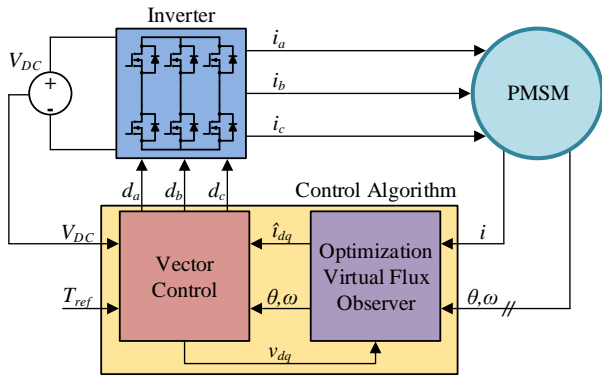 Inverter
V_DC
+
-
i_a
i_b
i_c
PMSM
d_a
d_b
d_c
Control Algorithm
V_DC
T_ref
Vector
Control
î_dq
θ,ω
Optimization
Virtual Flux
Observer
i
θ,ω
v_dq